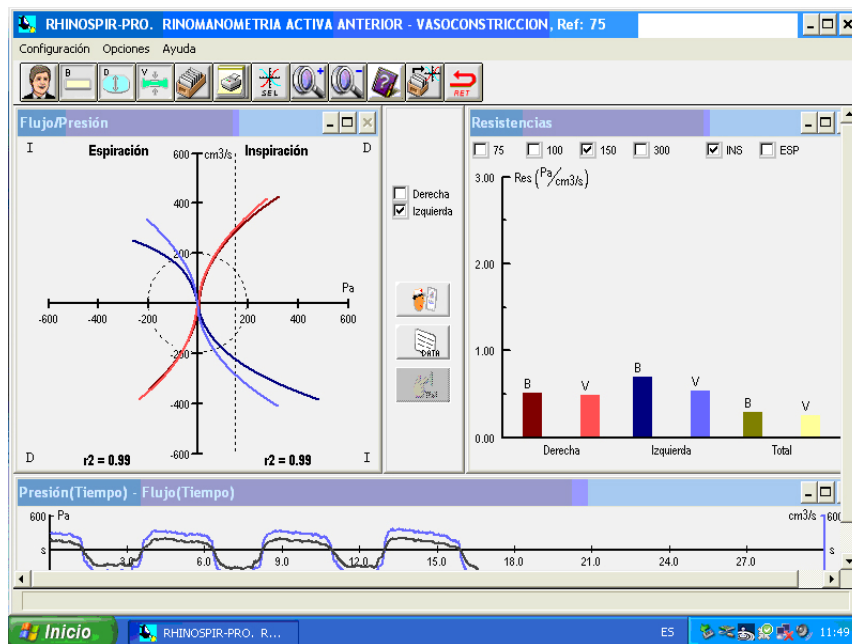 RHINOSPIR-PRO. RINOMANOMETRIA ACTIVA ANTERIOR - VASOCONSTRICCION, Ref: 75
Configuración Opciones Ayuda
B D V SEL RET
Flujo/Presión
I Espiración 600 cm3/s Inspiración D
400
200
Pa
-600 -400 -200 200 400 600
-200
-400
-600
D r2 = 0.99 r2 = 0.99 I
Derecha
Izquierda
DATA
Resistencias
75 100 150 300 INS ESP
3.00 Res (Pa/cm3/s)
2.00
1.00
B V B V B V
0.00
Derecha Izquierda Total
Presión(Tiempo) - Flujo(Tiempo)
600 Pa cm3/s 600
s 3.0 6.0 9.0 12.0 15.0 18.0 21.0 24.0 27.0 s
Inicio RHINOSPIR-PRO. R... ES 11:49